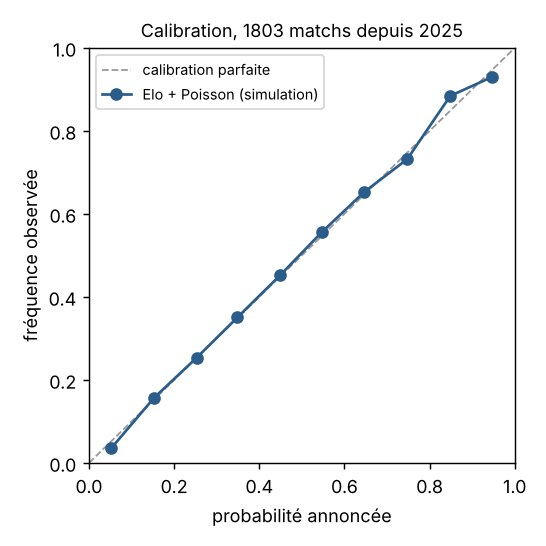 Calibration, 1803 matchs depuis 2025
calibration parfaite
Elo + Poisson (simulation)
fréquence observée
1.0
0.8
0.6
0.4
0.2
0.0
0.0 0.2 0.4 0.6 0.8 1.0
probabilité annoncée